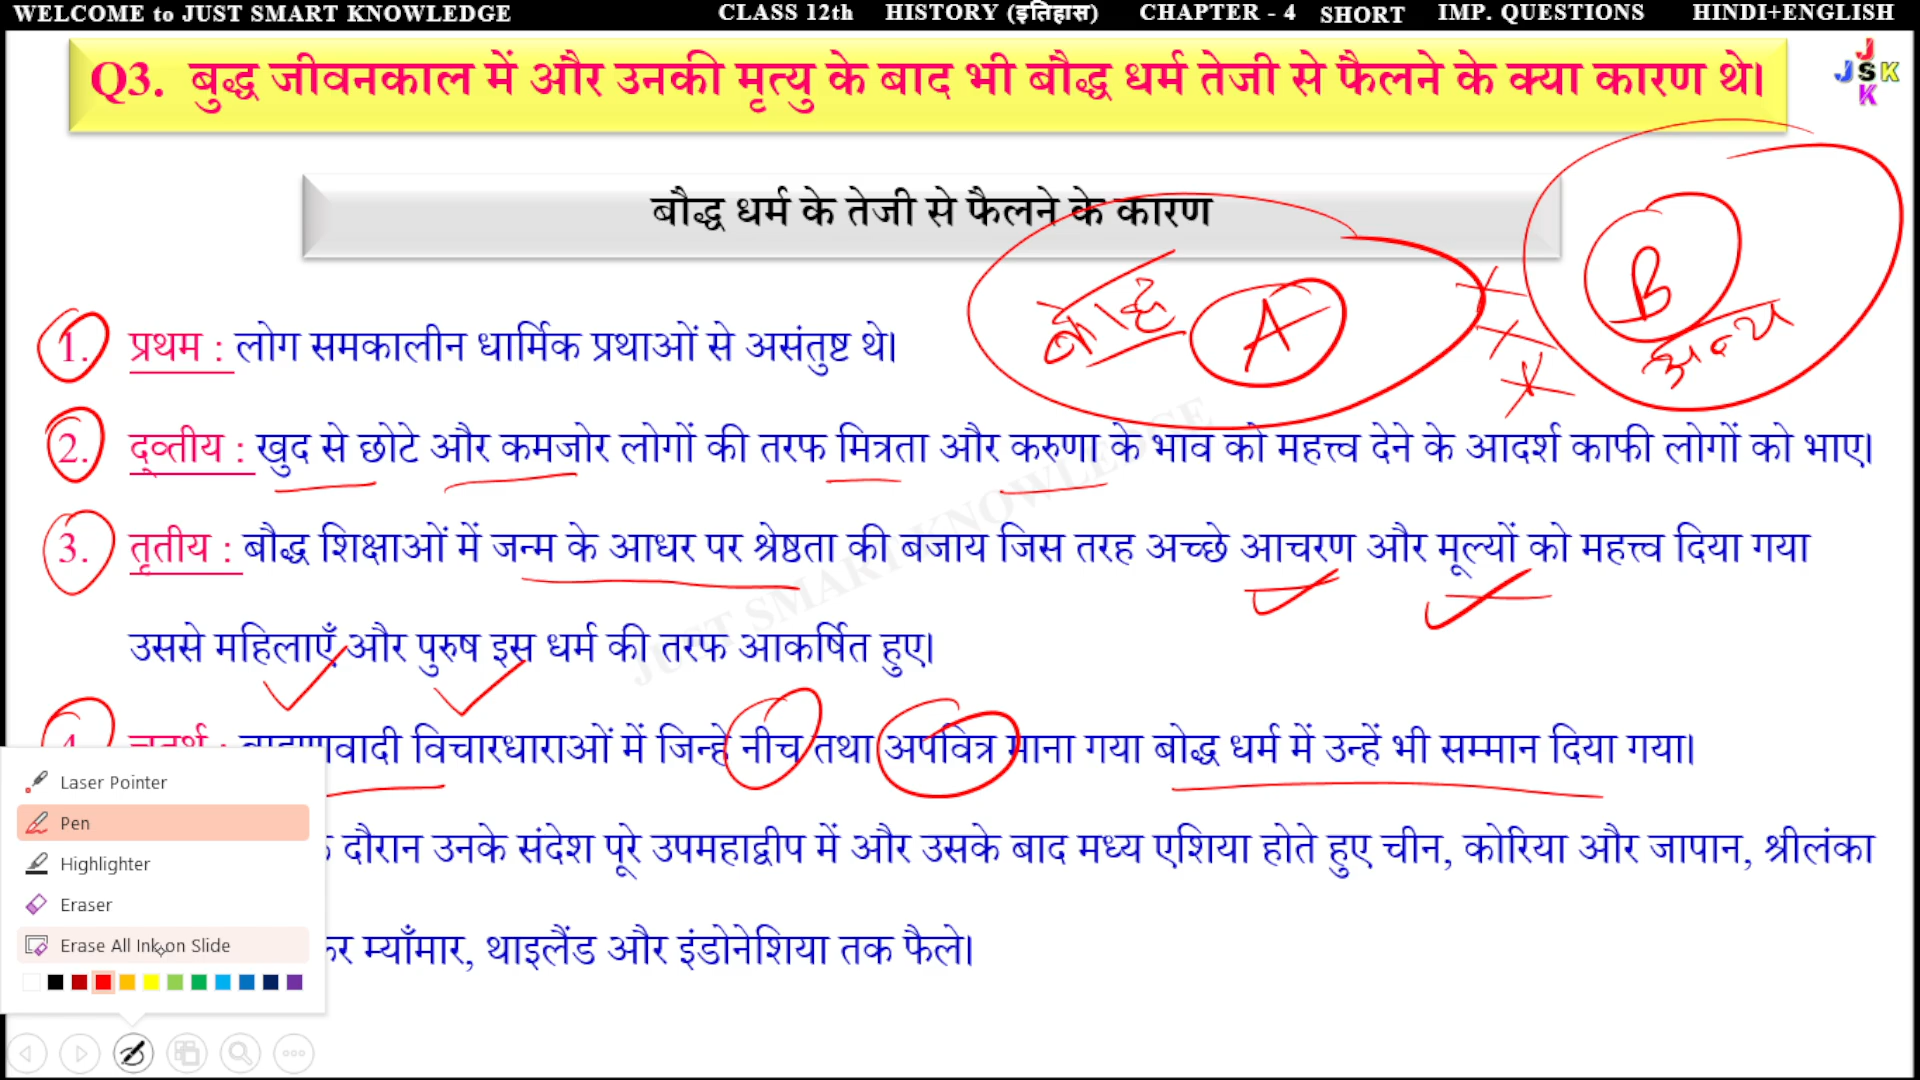 WELCOME to JUST SMART KNOWLEDGE CLASS 12th HISTORY (इतिहास) CHAPTER - 4 SHORT IMP. QUESTIONS HINDI+ENGLISH
Q3. बुद्ध जीवनकाल में और उनकी मृत्यु के बाद भी बौद्ध धर्म तेजी से फैलने के क्या कारण थे।
J
J S K
K
बौद्ध धर्म के तेजी से फैलने के कारण
बौद्ध A
B
अन्य
1. प्रथम : लोग समकालीन धार्मिक प्रथाओं से असंतुष्ट थे।
2. द्व्तीय : खुद से छोटे और कमजोर लोगों की तरफ मित्रता और करुणा के भाव को महत्त्व देने के आदर्श काफी लोगों को भाए।
3. तृतीय : बौद्ध शिक्षाओं में जन्म के आधर पर श्रेष्ठता की बजाय जिस तरह अच्छे आचरण और मूल्यों को महत्त्व दिया गया
उससे महिलाएँ और पुरुष इस धर्म की तरफ आकर्षित हुए।
विचारधाराओं में जिन्हे नीच तथा अपवित्र माना गया बोद्ध धर्म में उन्हें भी सम्मान दिया गया।
दौरान उनके संदेश पूरे उपमहाद्वीप में और उसके बाद मध्य एशिया होते हुए चीन, कोरिया और जापान, श्रीलंका
म्याँमार, थाइलैंड और इंडोनेशिया तक फैले।
JUST SMART KNOWLEDGE
Laser Pointer
Pen
Highlighter
Eraser
Erase All Ink on Slide